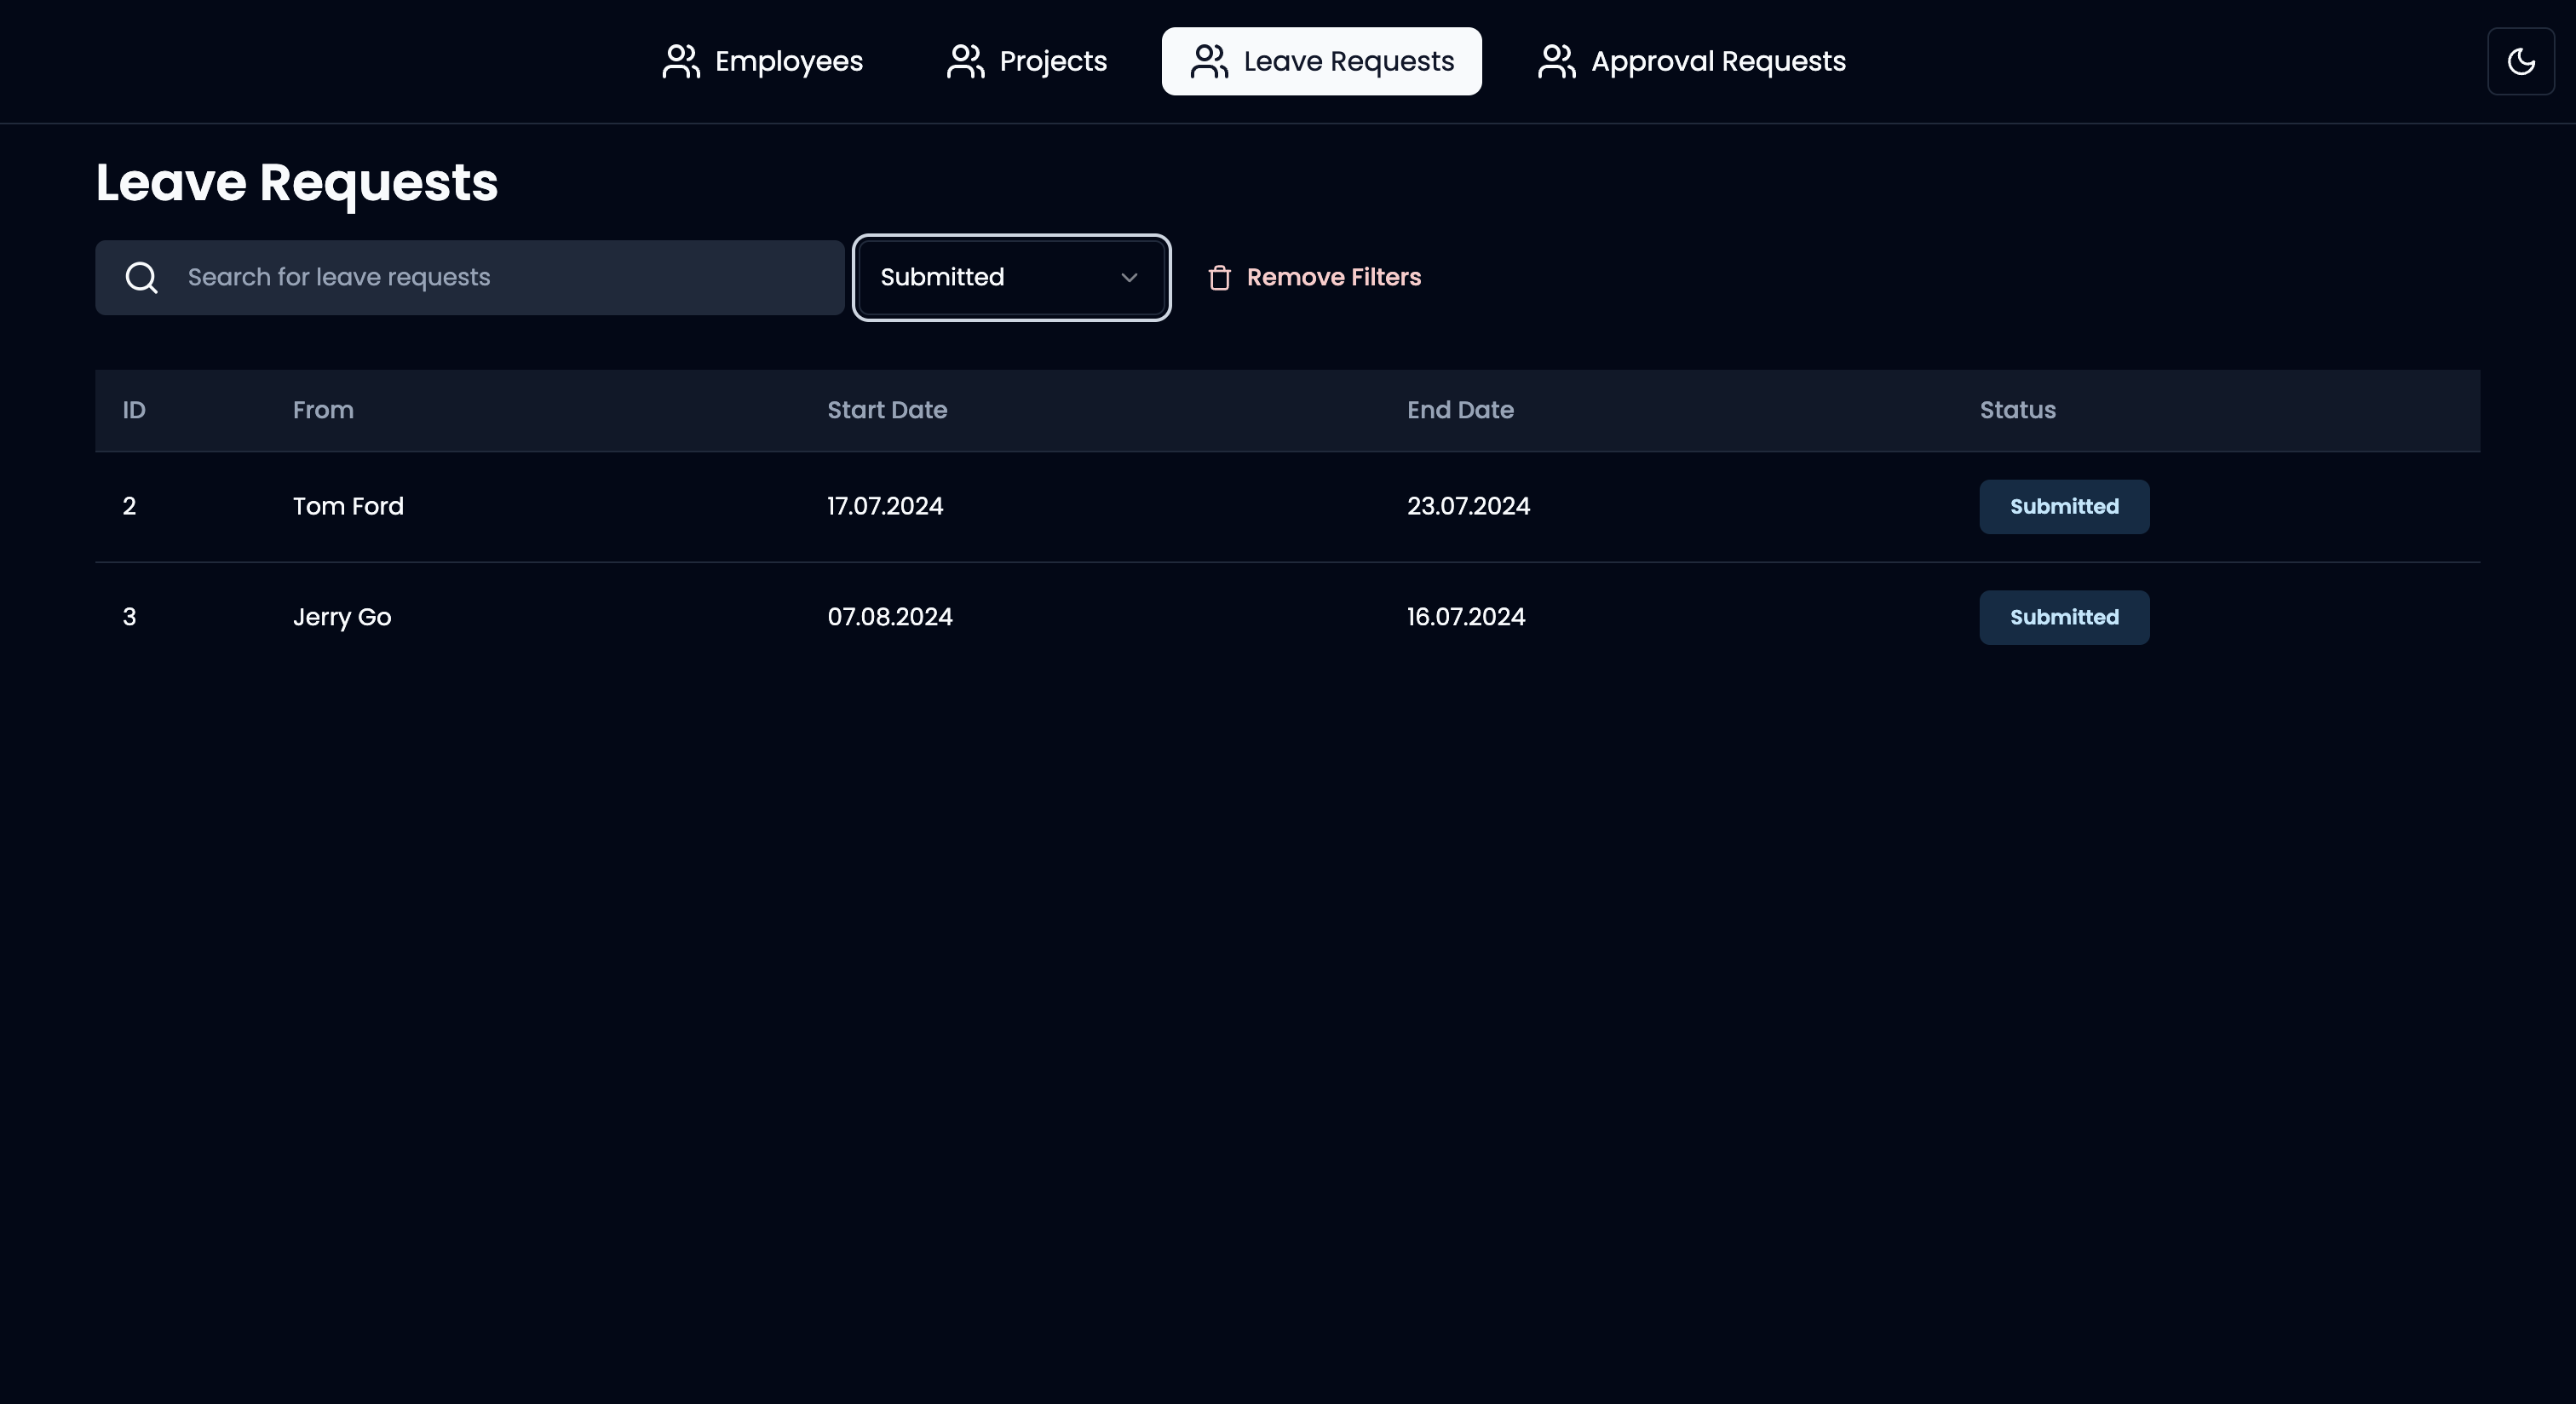 Employees Projects Leave Requests Approval Requests
Leave Requests
Search for leave requests Submitted Remove Filters
ID From Start Date End Date Status
2 Tom Ford 17.07.2024 23.07.2024 Submitted
3 Jerry Go 07.08.2024 16.07.2024 Submitted